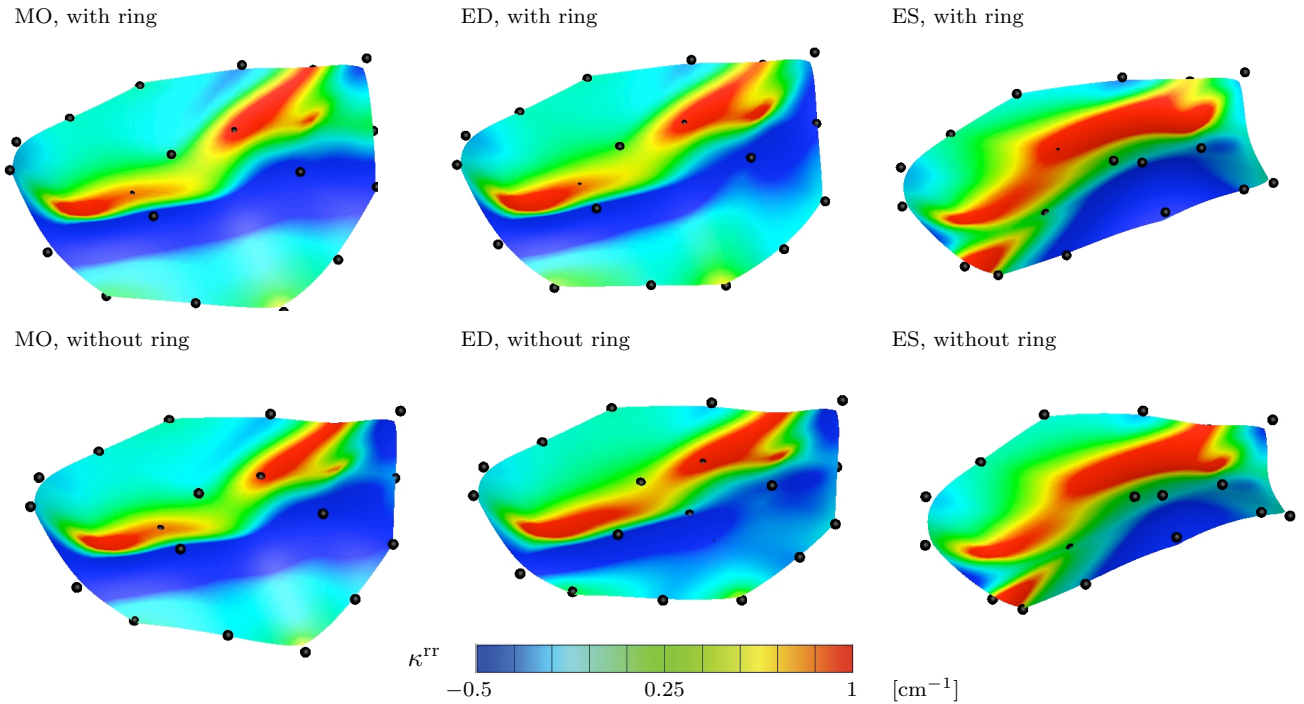 MO, with ring
ED, with ring
ES, with ring
MO, without ring
ED, without ring
ES, without ring
κ^rr
−0.5 0.25 1 [cm⁻¹]